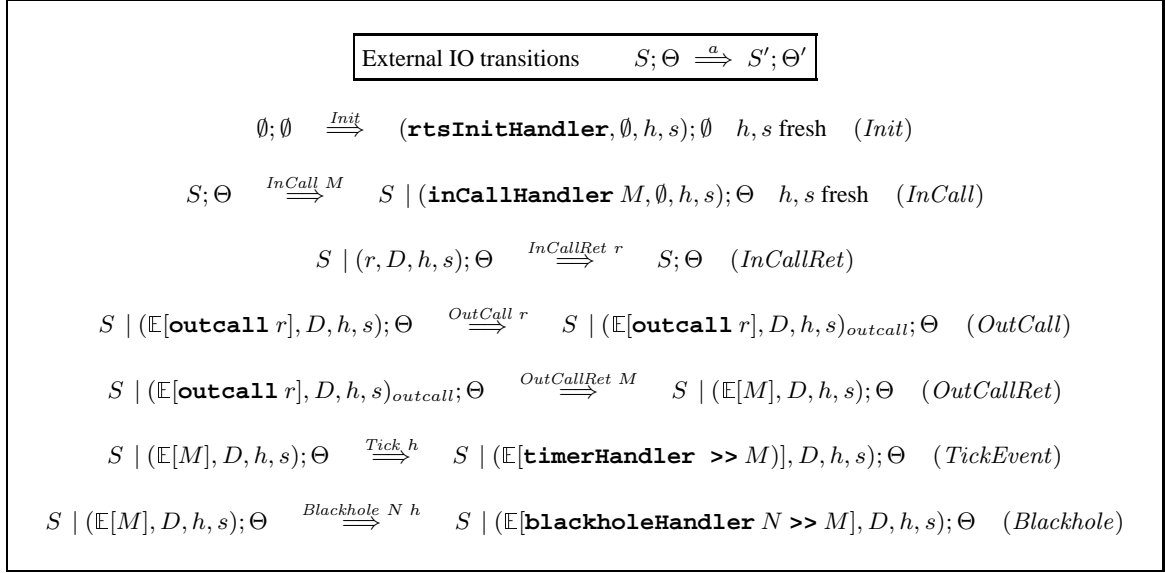 External IO transitions S; Θ =a⇒ S′; Θ′
∅; ∅ =Init⇒ (rtsInitHandler, ∅, h, s); ∅ h, s fresh (Init)
S; Θ =InCall M⇒ S | (inCallHandler M, ∅, h, s); Θ h, s fresh (InCall)
S | (r, D, h, s); Θ =InCallRet r⇒ S; Θ (InCallRet)
S | (𝔼[outcall r], D, h, s); Θ =OutCall r⇒ S | (𝔼[outcall r], D, h, s)outcall; Θ (OutCall)
S | (𝔼[outcall r], D, h, s)outcall; Θ =OutCallRet M⇒ S | (𝔼[M], D, h, s); Θ (OutCallRet)
S | (𝔼[M], D, h, s); Θ =Tick h⇒ S | (𝔼[timerHandler >> M)], D, h, s); Θ (TickEvent)
S | (𝔼[M], D, h, s); Θ =Blackhole N h⇒ S | (𝔼[blackholeHandler N >> M], D, h, s); Θ (Blackhole)